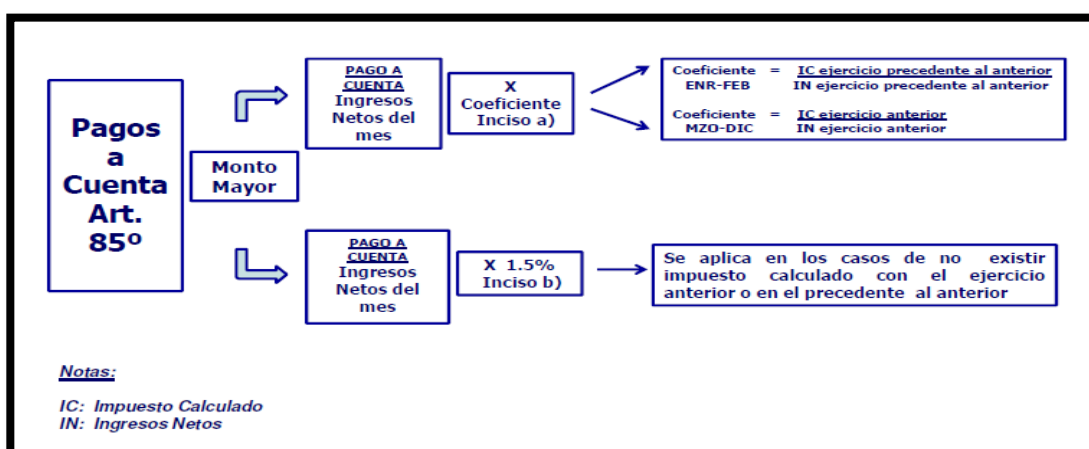 Pagos
a
Cuenta
Art.
85º
Monto
Mayor
PAGO A
CUENTA
Ingresos
Netos del
mes
X
Coeficiente
Inciso a)
Coeficiente = IC ejercicio precedente al anterior
ENR-FEB IN ejercicio precedente al anterior
Coeficiente = IC ejercicio anterior
MZO-DIC IN ejercicio anterior
PAGO A
CUENTA
Ingresos
Netos del
mes
X 1.5%
Inciso b)
Se aplica en los casos de no existir
impuesto calculado con el ejercicio
anterior o en el precedente al anterior
Notas:
IC: Impuesto Calculado
IN: Ingresos Netos